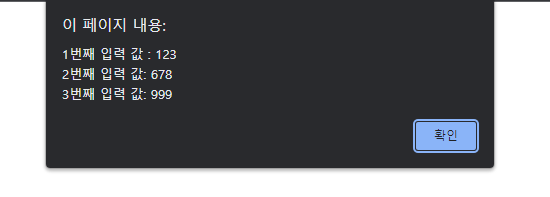 이 페이지 내용:
1번째 입력 값 : 123
2번째 입력 값: 678
3번째 입력 값: 999
확인